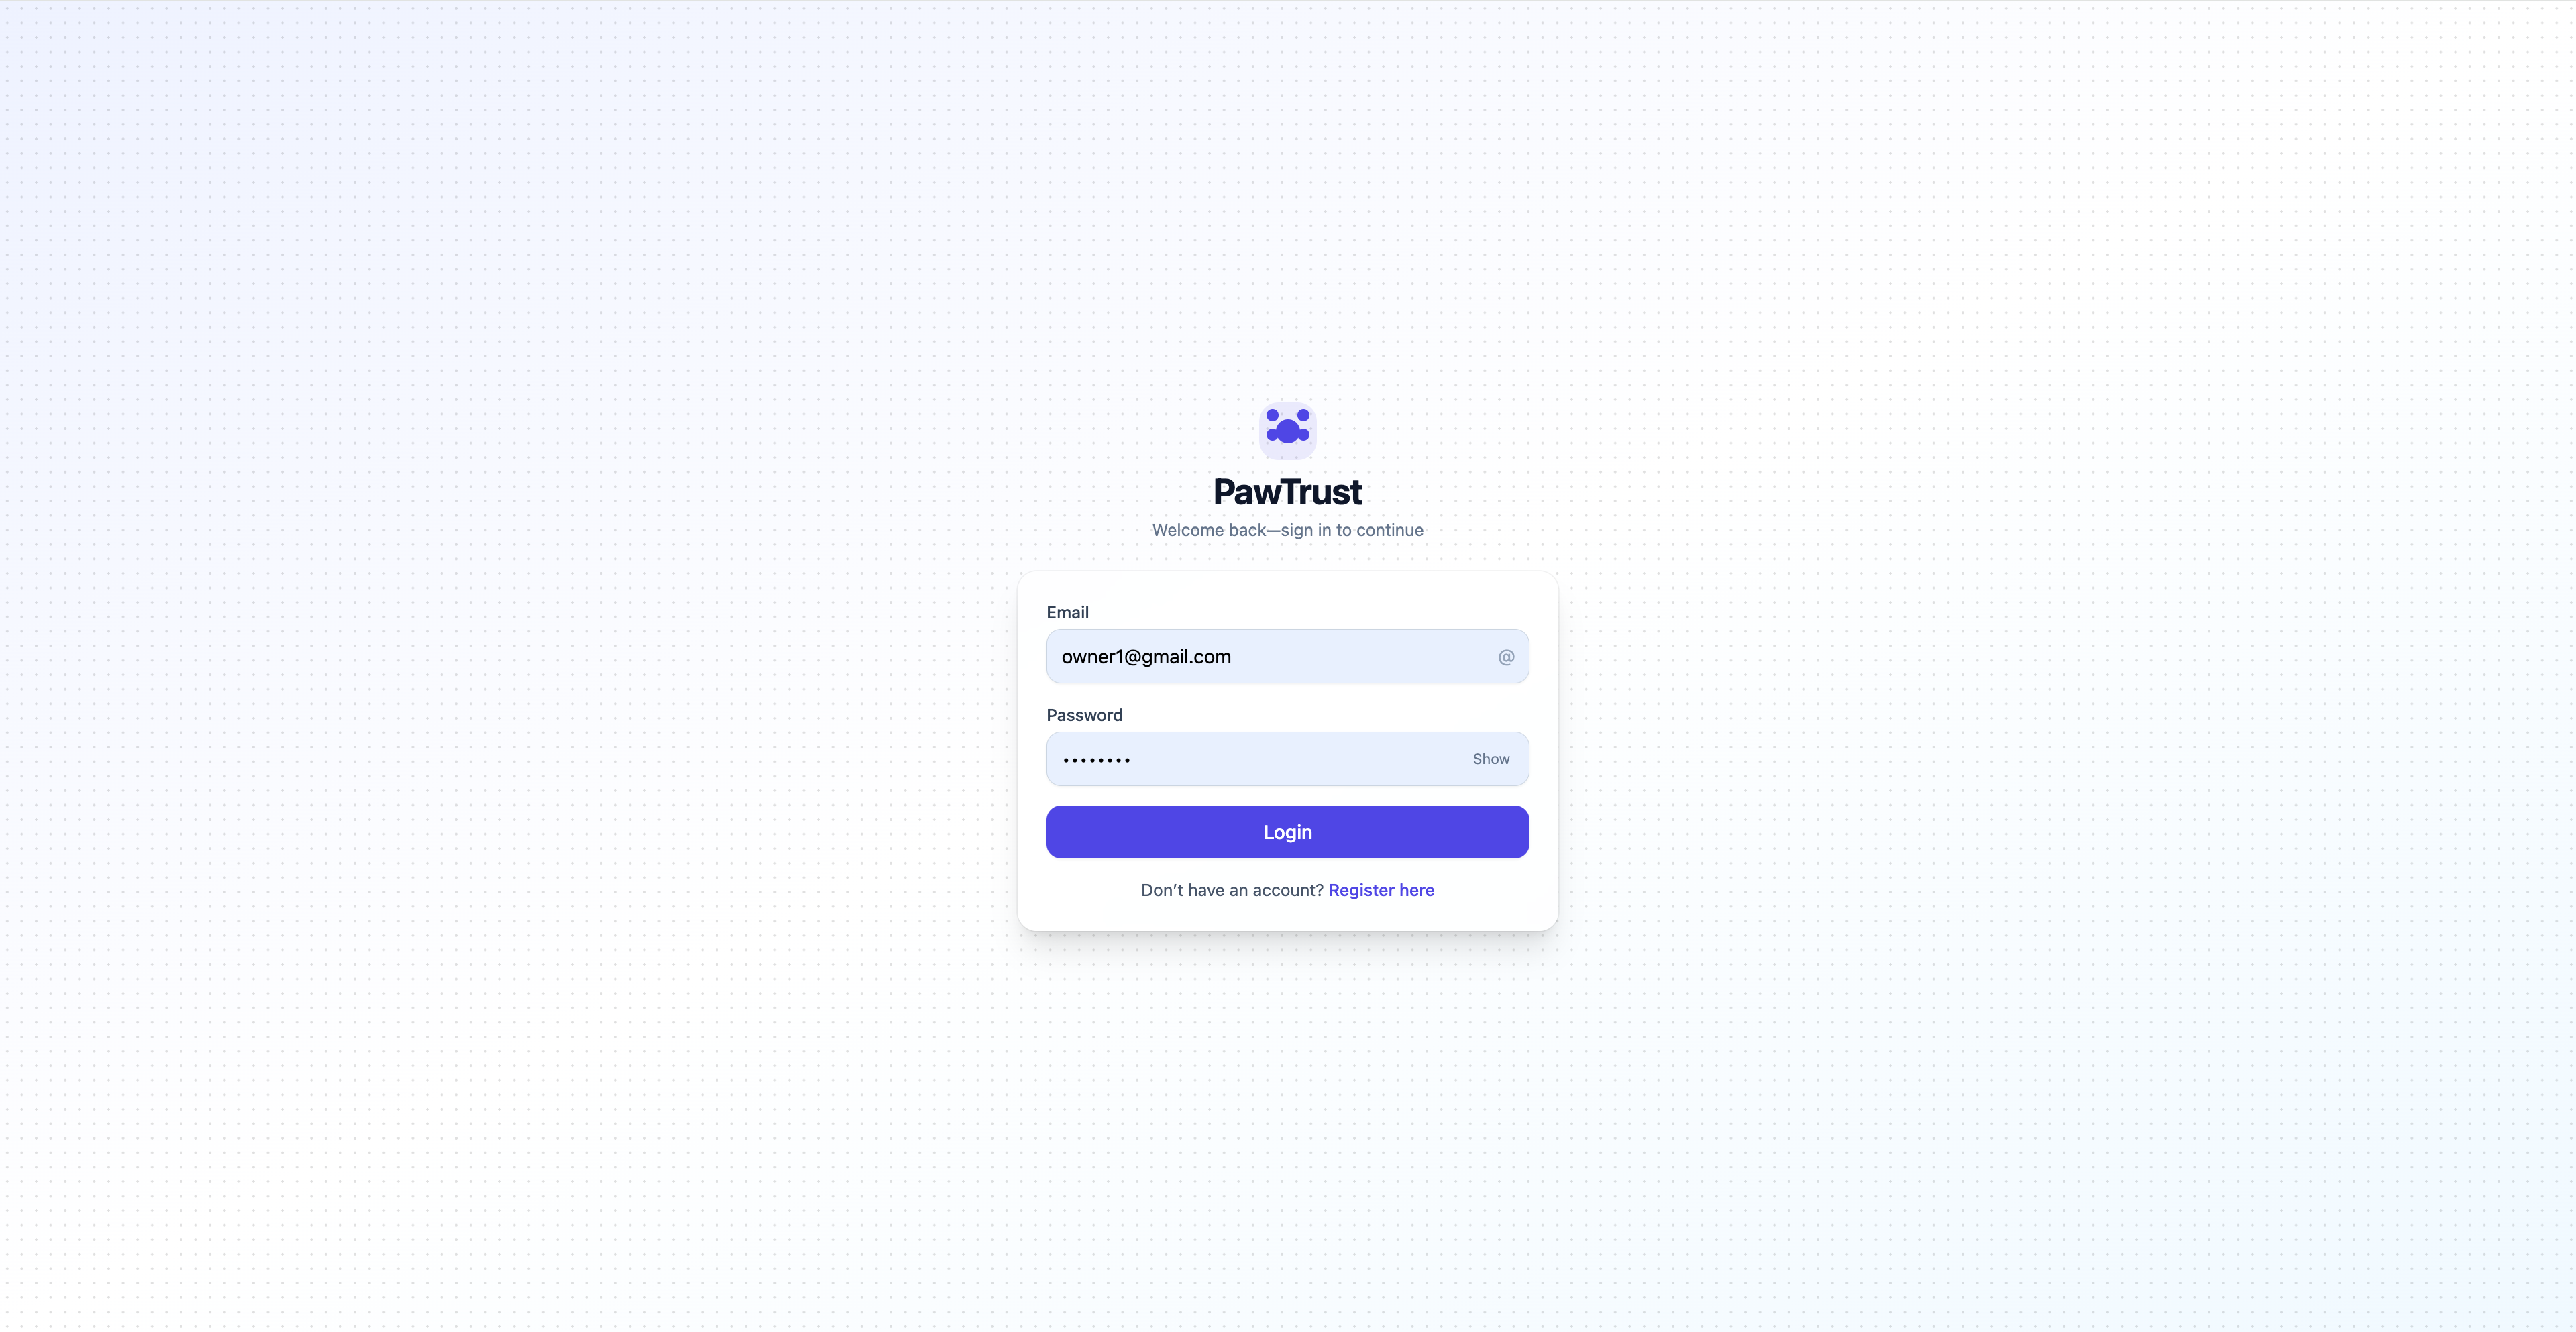 PawTrust
Welcome back—sign in to continue
Email
owner1@gmail.com @
Password
•••••••• Show
Login
Don’t have an account? Register here